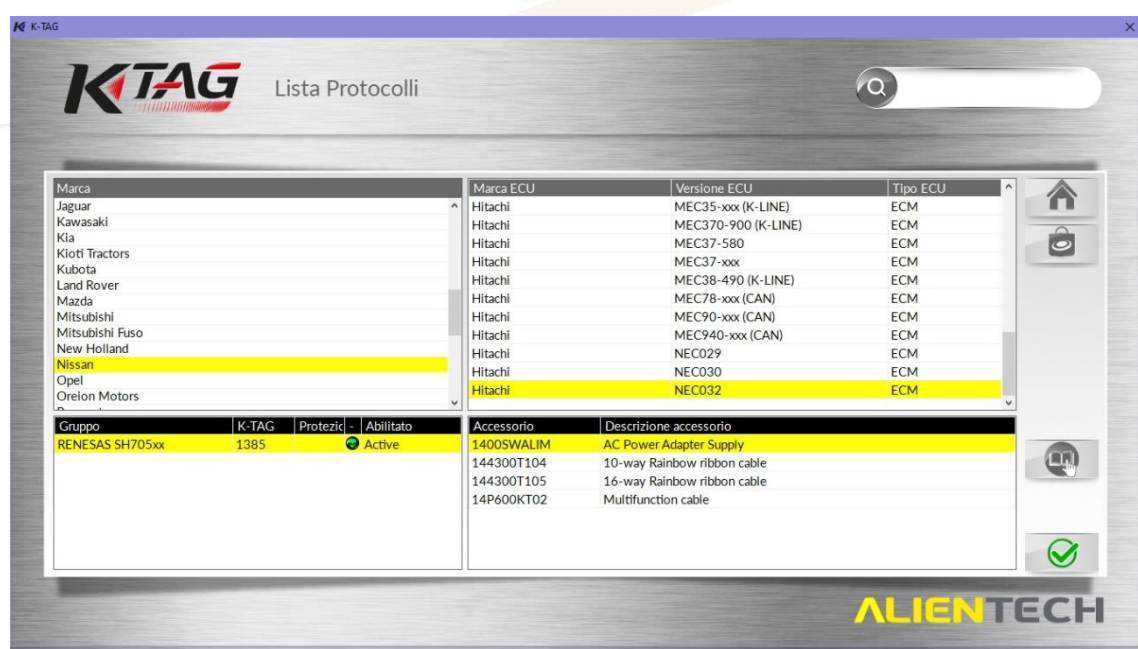 K-TAG
KTAG
Lista Protocolli
Marca
Jaguar
Kawasaki
Kia
Kioti Tractors
Kubota
Land Rover
Mazda
Mitsubishi
Mitsubishi Fuso
New Holland
Nissan
Opel
Oreion Motors
Marca ECU Versione ECU Tipo ECU
Hitachi MEC35-xxx (K-LINE) ECM
Hitachi MEC370-900 (K-LINE) ECM
Hitachi MEC37-580 ECM
Hitachi MEC37-xxx ECM
Hitachi MEC38-490 (K-LINE) ECM
Hitachi MEC78-xxx (CAN) ECM
Hitachi MEC90-xxx (CAN) ECM
Hitachi MEC940-xxx (CAN) ECM
Hitachi NEC029 ECM
Hitachi NEC030 ECM
Hitachi NEC032 ECM
Gruppo K-TAG Protezic - Abilitato
RENESAS SH705xx 1385 Active
Accessorio Descrizione accessorio
1400SWALIM AC Power Adapter Supply
144300T104 10-way Rainbow ribbon cable
144300T105 16-way Rainbow ribbon cable
14P600KT02 Multifunction cable
ALIENTECH